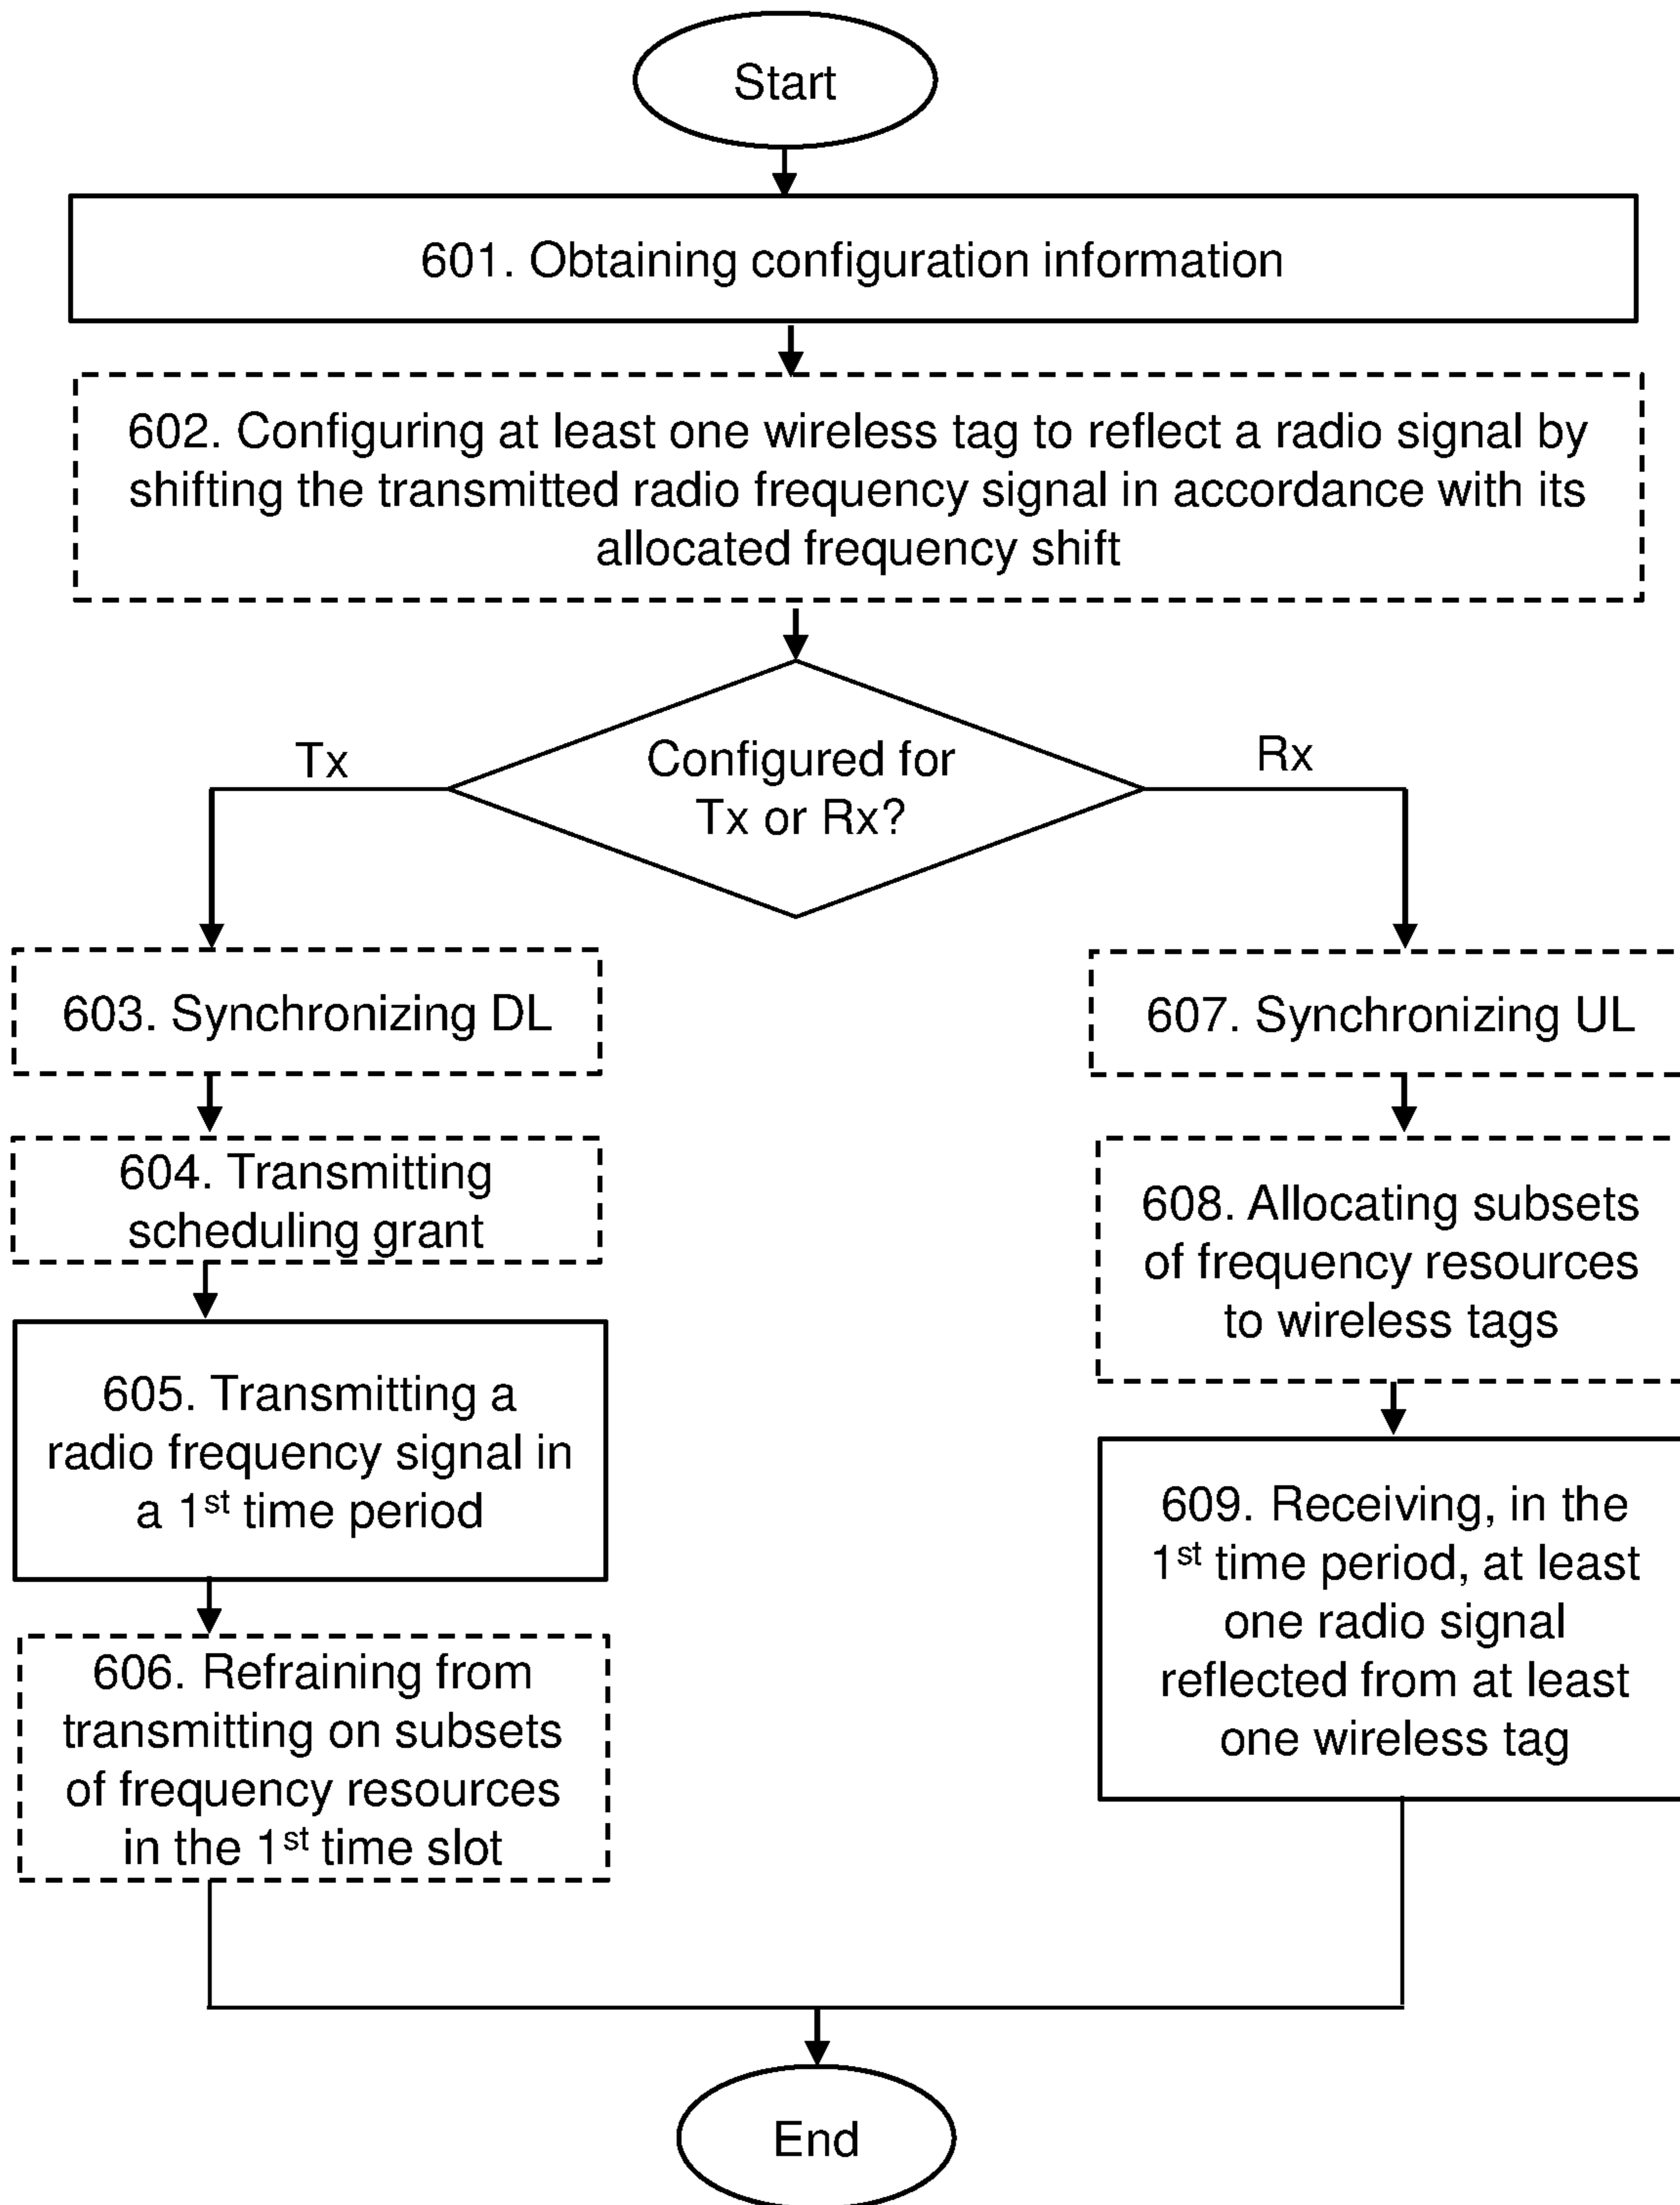 Start
601. Obtaining configuration information
602. Configuring at least one wireless tag to reflect a radio signal by
shifting the transmitted radio frequency signal in accordance with its
allocated frequency shift
Configured for
Tx or Rx?
Tx
Rx
603. Synchronizing DL
604. Transmitting
scheduling grant
605. Transmitting a
radio frequency signal in
a 1st time period
606. Refraining from
transmitting on subsets
of frequency resources
in the 1st time slot
607. Synchronizing UL
608. Allocating subsets
of frequency resources
to wireless tags
609. Receiving, in the
1st time period, at least
one radio signal
reflected from at least
one wireless tag
End